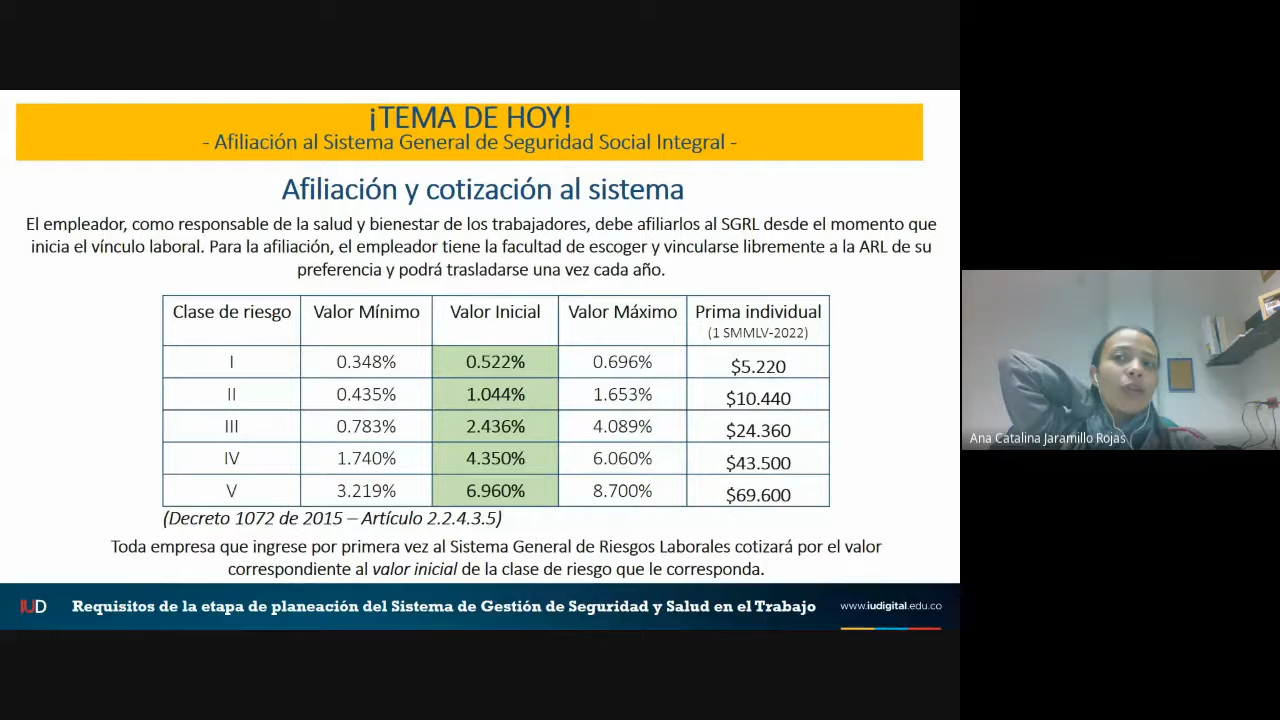 ¡TEMA DE HOY!
- Afiliación al Sistema General de Seguridad Social Integral -
Afiliación y cotización al sistema
El empleador, como responsable de la salud y bienestar de los trabajadores, debe afiliarlos al SGRL desde el momento que
inicia el vínculo laboral. Para la afiliación, el empleador tiene la facultad de escoger y vincularse libremente a la ARL de su
preferencia y podrá trasladarse una vez cada año.
Clase de riesgo Valor Mínimo Valor Inicial Valor Máximo Prima individual
(1 SMMLV-2022)
I 0.348% 0.522% 0.696% $5.220
II 0.435% 1.044% 1.653% $10.440
III 0.783% 2.436% 4.089% $24.360
IV 1.740% 4.350% 6.060% $43.500
V 3.219% 6.960% 8.700% $69.600
(Decreto 1072 de 2015 – Artículo 2.2.4.3.5)
Toda empresa que ingrese por primera vez al Sistema General de Riesgos Laborales cotizará por el valor
correspondiente al valor inicial de la clase de riesgo que le corresponda.
IUD Requisitos de la etapa de planeación del Sistema de Gestión de Seguridad y Salud en el Trabajo www.iudigital.edu.co
Ana Catalina Jaramillo Rojas